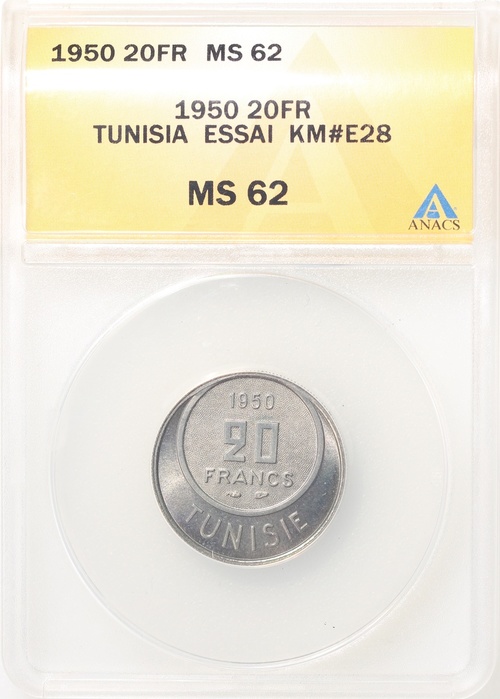 1950 20FR MS 62
1950 20FR
TUNISIA ESSAI KM#E28
MS 62
ANACS
1950
20
FRANCS
TUNISIE